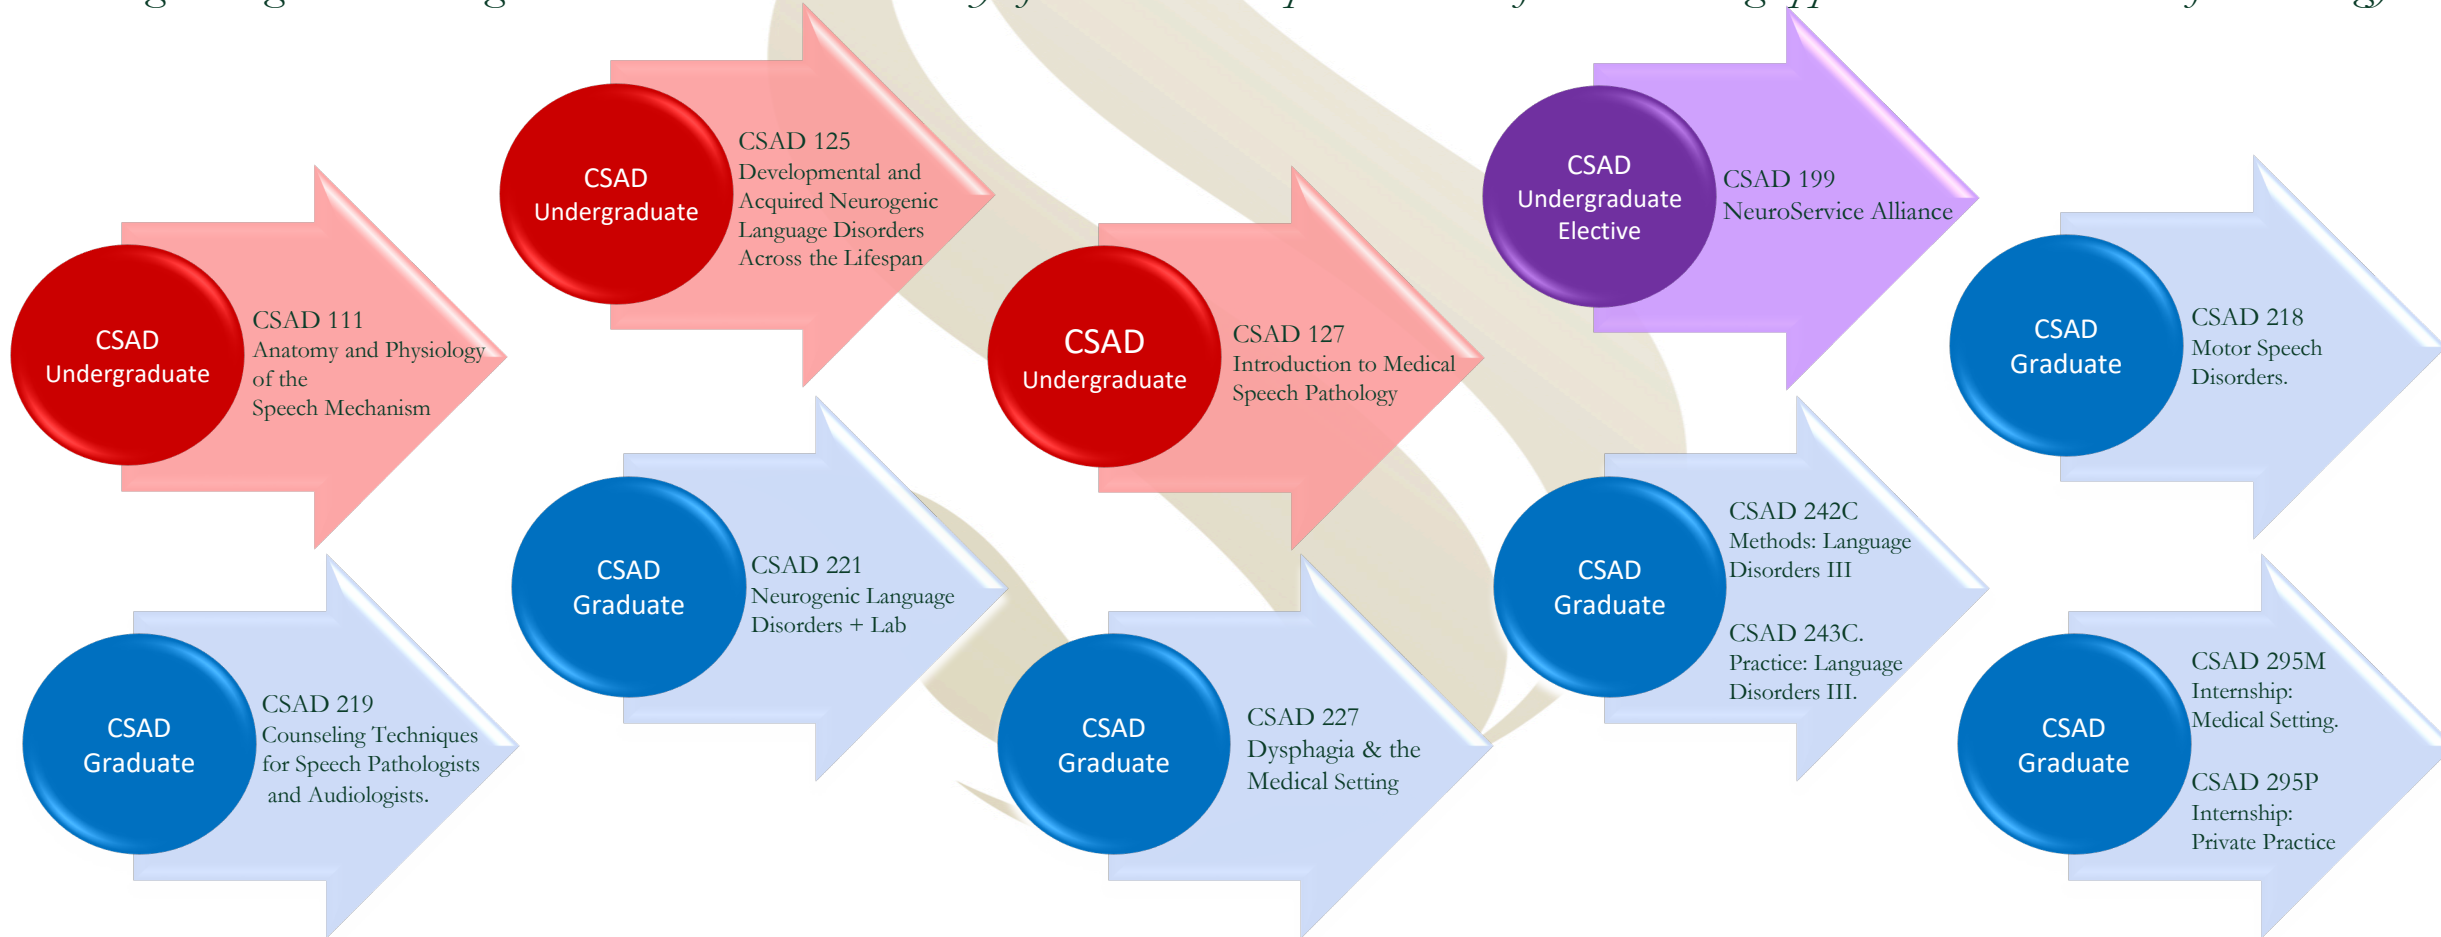 CSAD
Undergraduate
CSAD 111
Anatomy and Physiology
of the
Speech Mechanism
CSAD
Undergraduate
CSAD 125
Developmental and
Acquired Neurogenic
Language Disorders
Across the Lifespan
CSAD
Undergraduate
CSAD 127
Introduction to Medical
Speech Pathology
CSAD
Undergraduate
Elective
CSAD 199
NeuroService Alliance
CSAD
Graduate
CSAD 218
Motor Speech
Disorders.
CSAD
Graduate
CSAD 219
Counseling Techniques
for Speech Pathologists
and Audiologists.
CSAD
Graduate
CSAD 221
Neurogenic Language
Disorders + Lab
CSAD
Graduate
CSAD 227
Dysphagia & the
Medical Setting
CSAD
Graduate
CSAD 242C
Methods: Language
Disorders III
CSAD 243C.
Practice: Language
Disorders III.
CSAD
Graduate
CSAD 295M
Internship:
Medical Setting.
CSAD 295P
Internship:
Private Practice